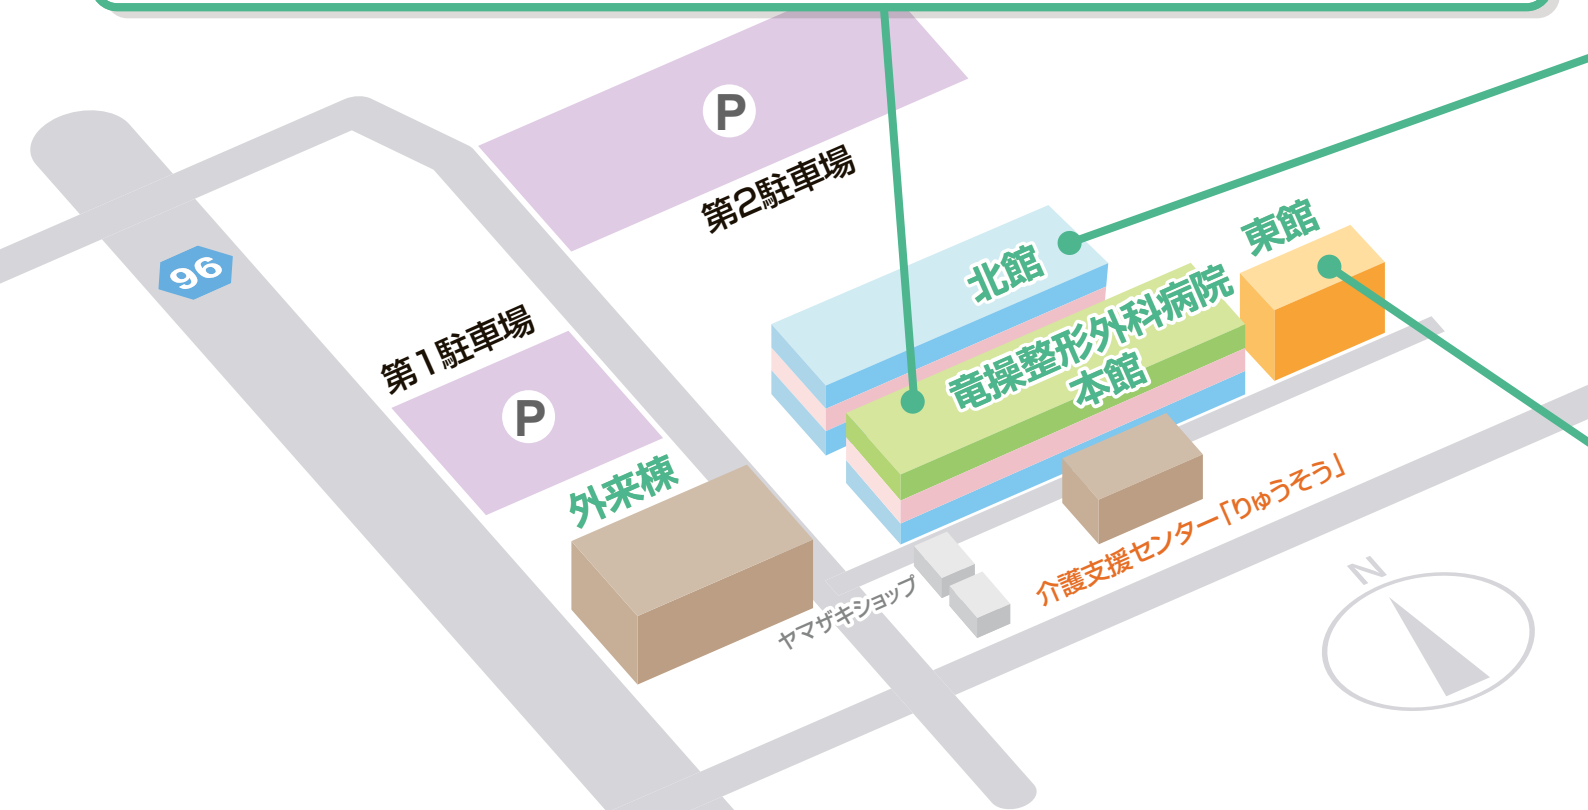 P
第2駐車場
96
北館
東館
竜操整形外科病院
本館
第1駐車場
P
外来棟
介護支援センター「りゅうそう」
ヤマザキショップ
N